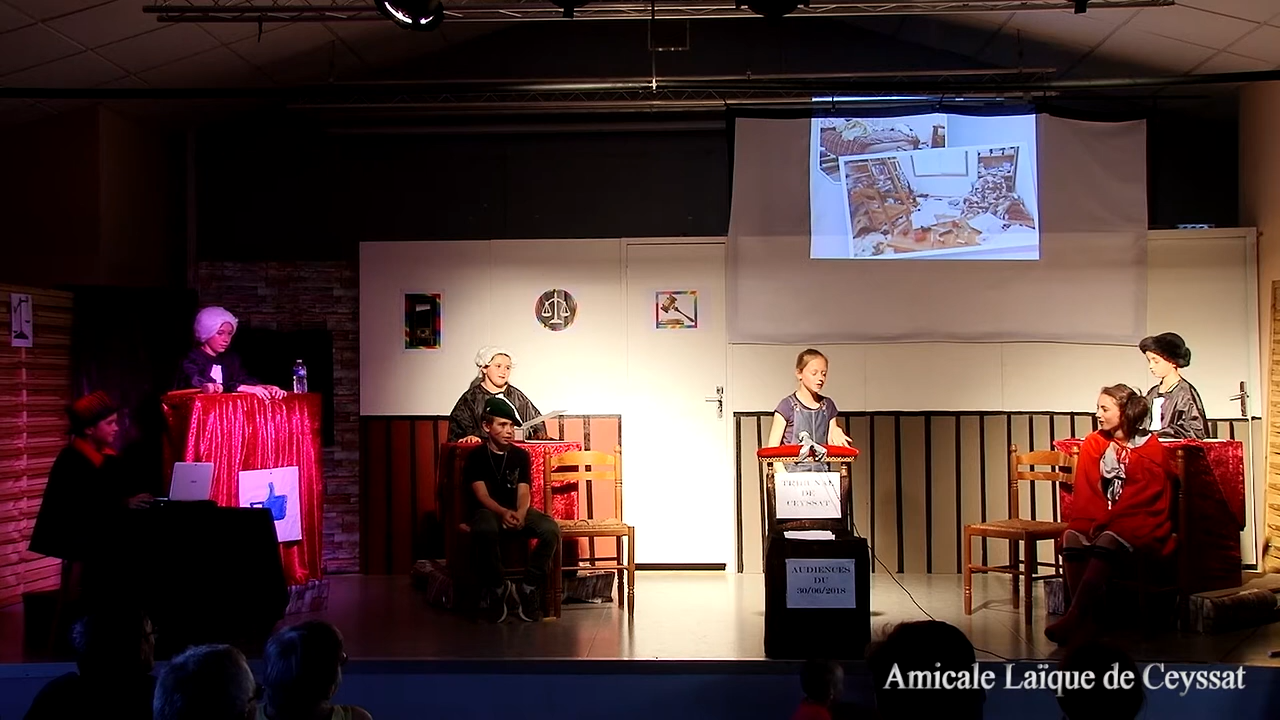 TRIBUNAL
DE
CEYSSAT
AUDIENCES
DU
30/06/2018
Amicale Laïque de Ceyssat